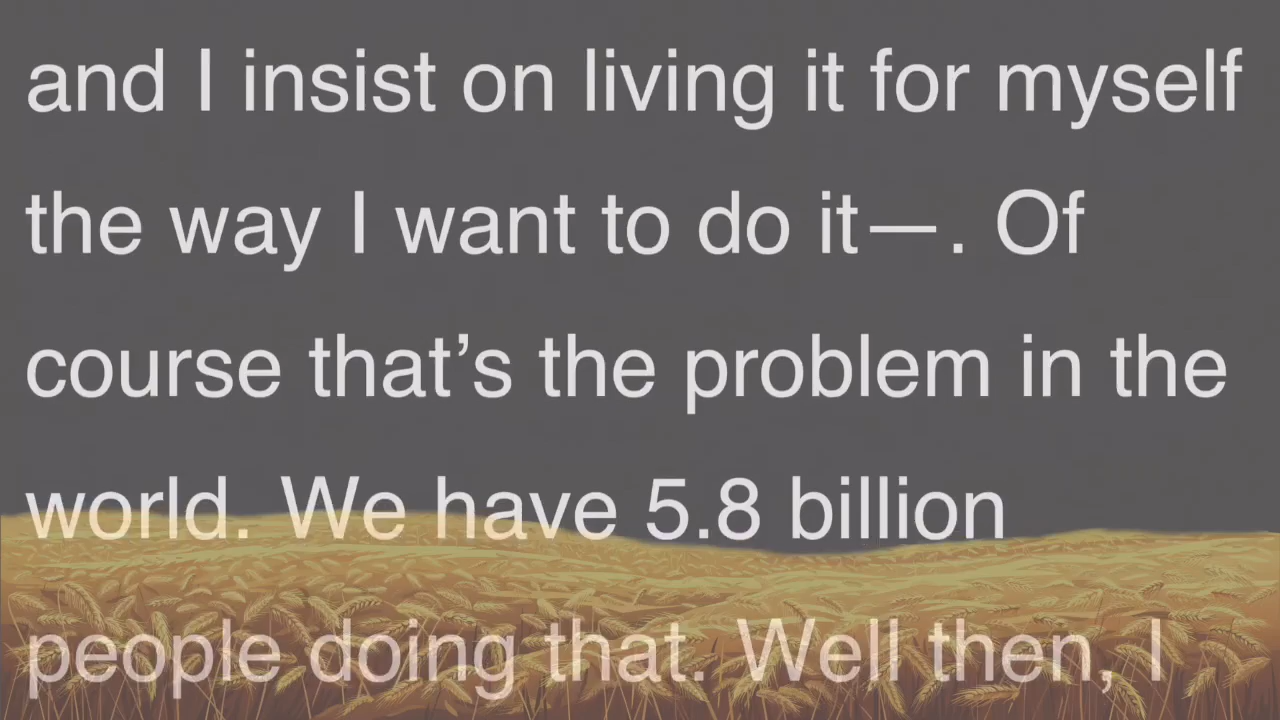 and I insist on living it for myself
the way I want to do it—. Of
course that’s the problem in the
world. We have 5.8 billion
people doing that. Well then, I